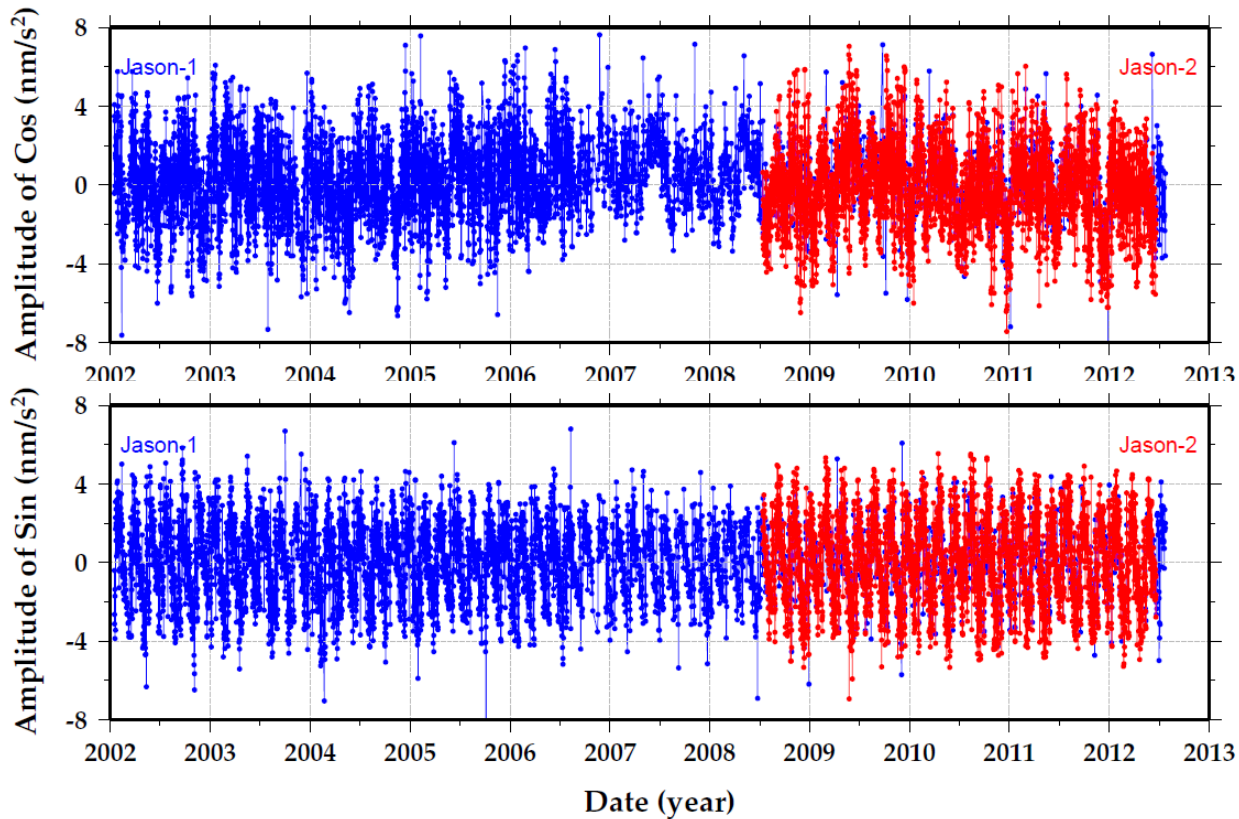 Amplitude of Cos (nm/s²)
8
4
0
-4
-8
Jason-1
Jason-2
2002 2003 2004 2005 2006 2007 2008 2009 2010 2011 2012 2013
Amplitude of Sin (nm/s²)
8
4
0
-4
-8
Jason-1
Jason-2
2002 2003 2004 2005 2006 2007 2008 2009 2010 2011 2012 2013
Date (year)